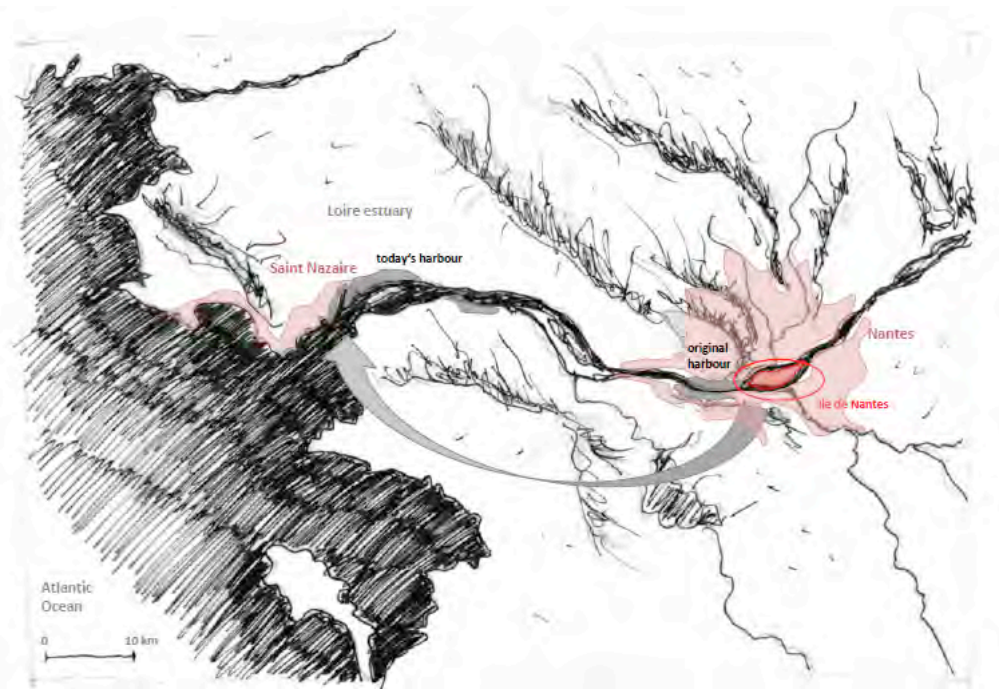 Loire estuary
today's harbour
Saint Nazaire
Nantes
original
harbour
Ile de Nantes
Atlantic
Ocean
0 10 km